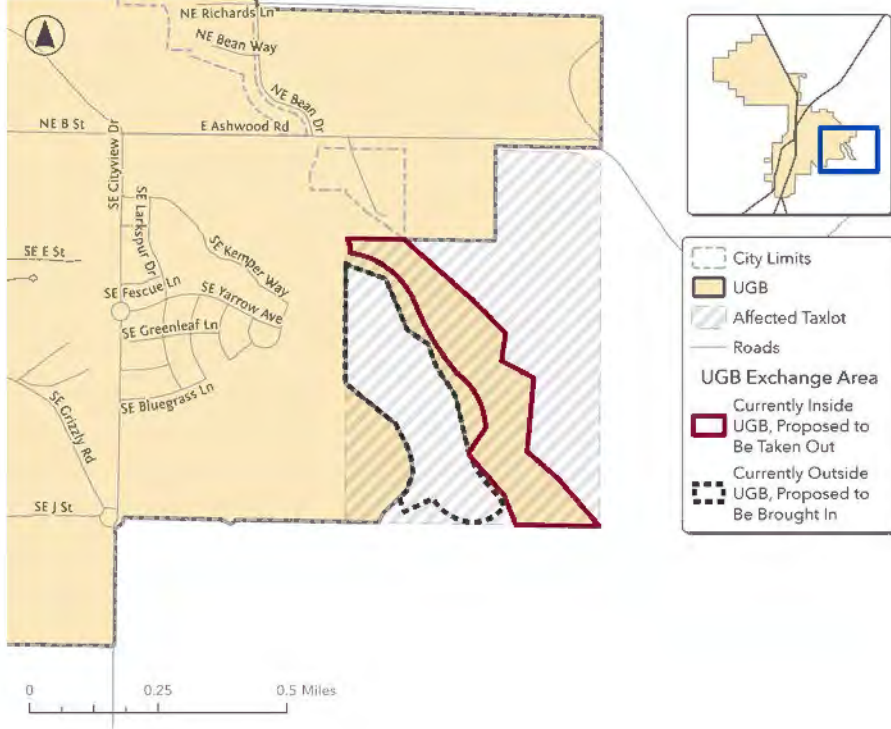 NE Richards Ln
NE Bean Way
NE Bean Dr
NE B St
E Ashwood Rd
SE Cityview Dr
SE Larkspur Dr
SE Kemper Way
SE E St
SE Fescue Ln
SE Yarrow Ave
SE Greenleaf Ln
SE Bluegrass Ln
SE Grizzly Rd
SE J St
0 0.25 0.5 Miles
City Limits
UGB
Affected Taxlot
Roads
UGB Exchange Area
Currently Inside
UGB, Proposed to
Be Taken Out
Currently Outside
UGB, Proposed to
Be Brought In